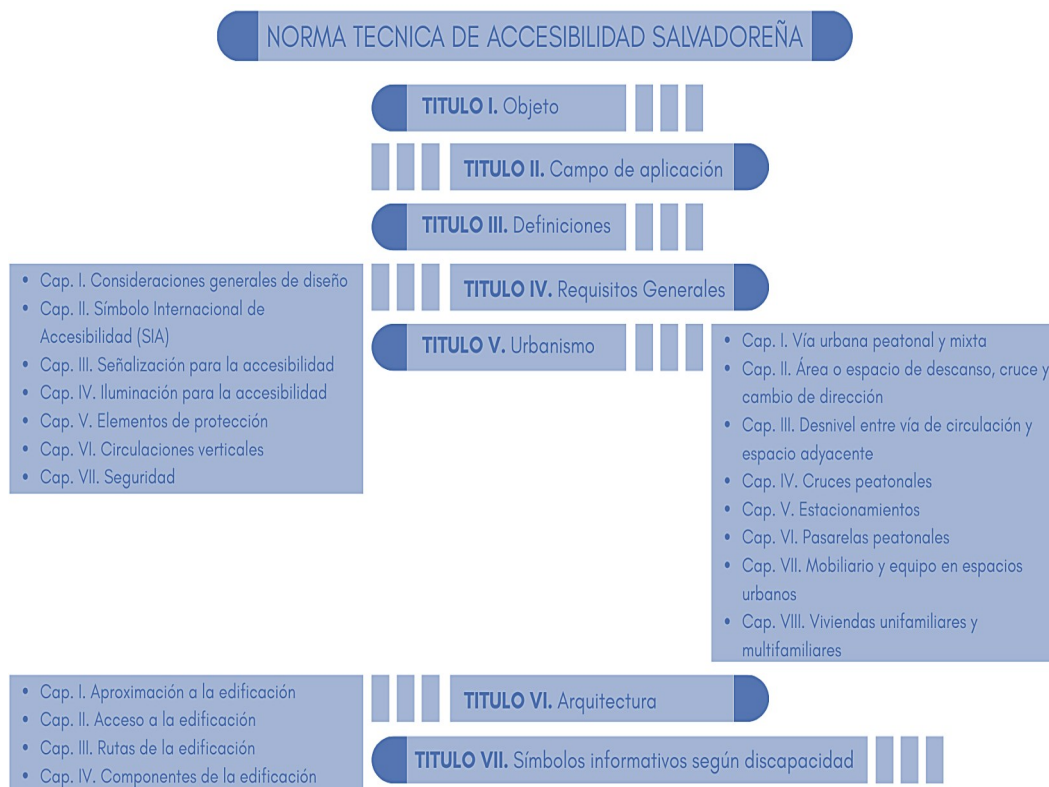 NORMA TECNICA DE ACCESIBILIDAD SALVADOREÑA
TITULO I. Objeto
TITULO II. Campo de aplicación
TITULO III. Definiciones
TITULO IV. Requisitos Generales
• Cap. I. Consideraciones generales de diseño
• Cap. II. Símbolo Internacional de
Accesibilidad (SIA)
• Cap. III. Señalización para la accesibilidad
• Cap. IV. Iluminación para la accesibilidad
• Cap. V. Elementos de protección
• Cap. VI. Circulaciones verticales
• Cap. VII. Seguridad
TITULO V. Urbanismo
• Cap. I. Vía urbana peatonal y mixta
• Cap. II. Área o espacio de descanso, cruce y
cambio de dirección
• Cap. III. Desnivel entre vía de circulación y
espacio adyacente
• Cap. IV. Cruces peatonales
• Cap. V. Estacionamientos
• Cap. VI. Pasarelas peatonales
• Cap. VII. Mobiliario y equipo en espacios
urbanos
• Cap. VIII. Viviendas unifamiliares y
multifamiliares
TITULO VI. Arquitectura
• Cap. I. Aproximación a la edificación
• Cap. II. Acceso a la edificación
• Cap. III. Rutas de la edificación
• Cap. IV. Componentes de la edificación
TITULO VII. Símbolos informativos según discapacidad